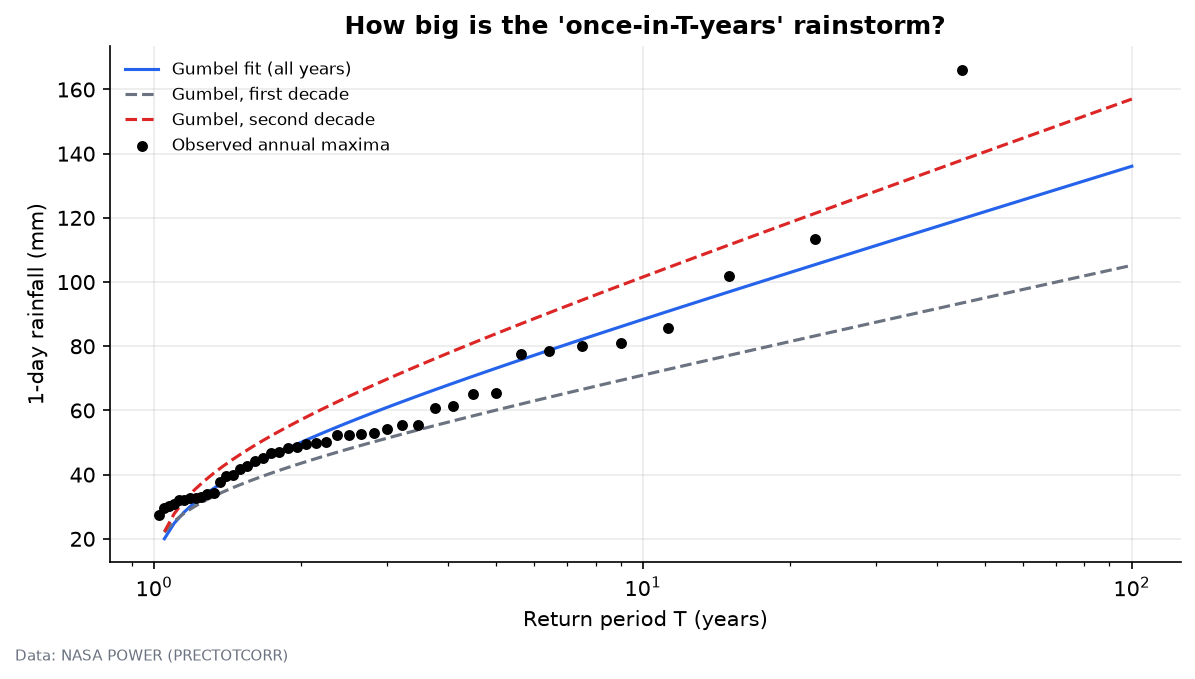 How big is the 'once-in-T-years' rainstorm?
Gumbel fit (all years)
Gumbel, first decade
Gumbel, second decade
Observed annual maxima
1-day rainfall (mm)
160
140
120
100
80
60
40
20
10⁰
10¹
10²
Return period T (years)
Data: NASA POWER (PRECTOTCORR)